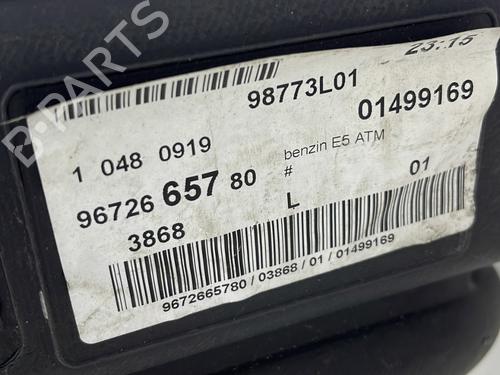 23:15
98773L01
01499169
1 048 0919
benzin E5 ATM
96726 657 80
#
01
3868
L
9672665780 / 03868 / 01 / 01499169
B-PARTS